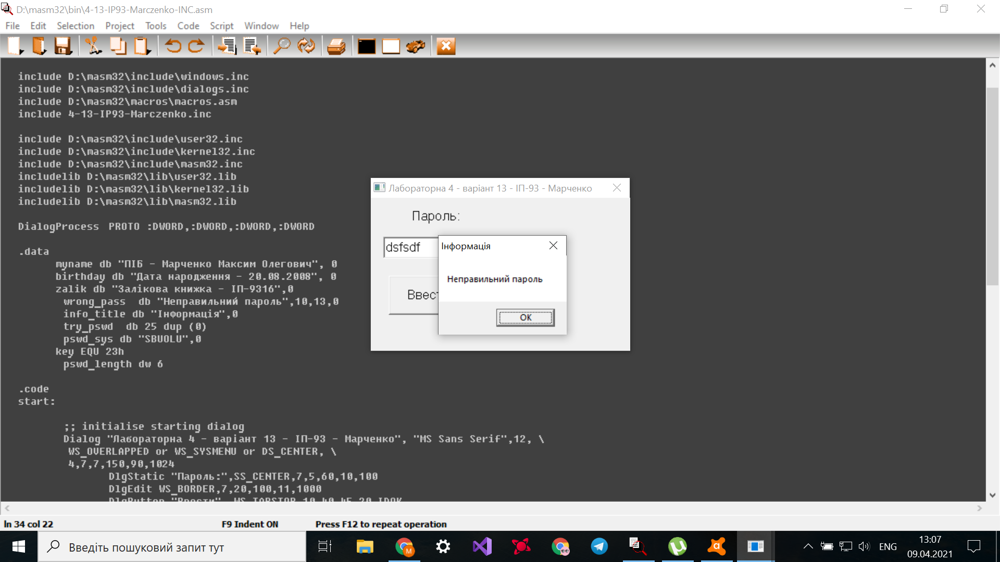 D:\masm32\bin\4-13-IP93-Marczenko-INC.asm
File Edit Selection Project Tools Code Script Window Help
include D:\masm32\include\windows.inc
include D:\masm32\include\dialogs.inc
include D:\masm32\macros\macros.asm
include 4-13-IP93-Marczenko.inc
include D:\masm32\include\user32.inc
include D:\masm32\include\kernel32.inc
include D:\masm32\include\masm32.inc
includelib D:\masm32\lib\user32.lib
includelib D:\masm32\lib\kernel32.lib
includelib D:\masm32\lib\masm32.lib
DialogProcess PROTO :DWORD,:DWORD,:DWORD,:DWORD
.data
myname db "ПІБ - Марченко Максим Олегович", 0
birthday db "Дата народження - 20.08.2008", 0
zalik db "Залікова книжка - ІП-9316",0
wrong_pass db "Неправильний пароль",10,13,0
info_title db "Інформація",0
try_pswd db 25 dup (0)
pswd_sys db "SBUOLU",0
key EQU 23h
pswd_length dw 6
.code
start:
;; initialise starting dialog
Dialog "Лабораторна 4 - варіант 13 - ІП-93 - Марченко", "MS Sans Serif",12, \
WS_OVERLAPPED or WS_SYSMENU or DS_CENTER, \
4,7,7,150,90,1024
DlgStatic "Пароль:",SS_CENTER,7,5,60,10,100
DlgEdit WS_BORDER,7,20,100,11,1000
DlgButton "Ввести", WS_TABSTOP,10,40,45,20,IDOK
Лабораторна 4 - варіант 13 - ІП-93 - Марченко
Пароль:
dsfsdf
Ввест
Інформація
Неправильний пароль
OK
ln 34 col 22
F9 Indent ON
Press F12 to repeat operation
Введіть пошуковий запит тут
M
ENG
13:07
09.04.2021